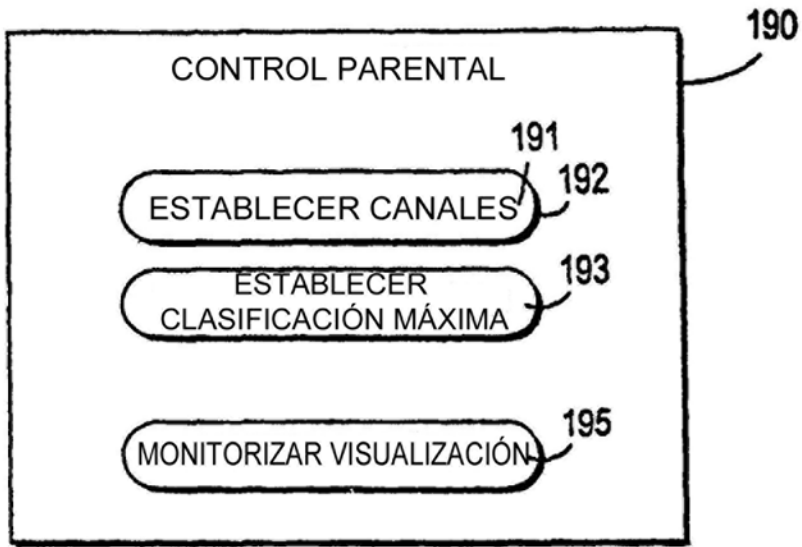 190
CONTROL PARENTAL
191
192
ESTABLECER CANALES
193
ESTABLECER
CLASIFICACIÓN MÁXIMA
195
MONITORIZAR VISUALIZACIÓN